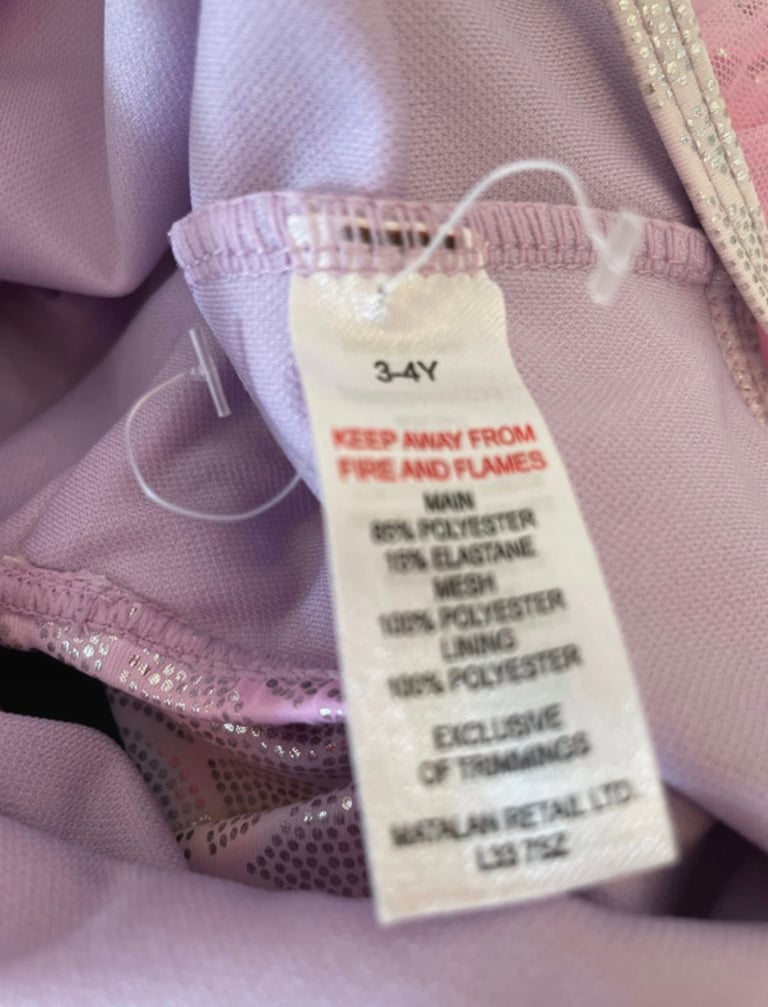 3-4Y
KEEP AWAY FROM
FIRE AND FLAMES
MAIN
85% POLYESTER
15% ELASTANE
MESH
100% POLYESTER
LINING
100% POLYESTER
EXCLUSIVE
OF TRIMMINGS
MATALAN RETAIL LTD.
L33 7SZ